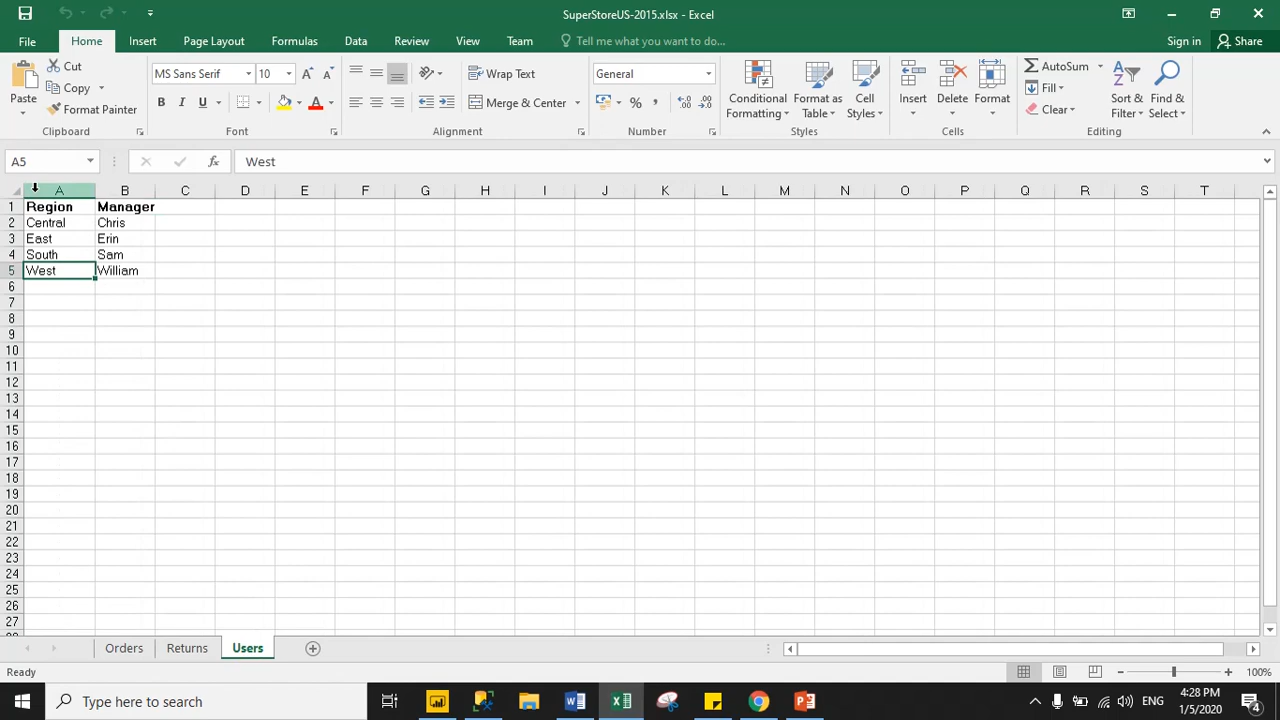 SuperStoreUS-2015.xlsx - Excel
File Home Insert Page Layout Formulas Data Review View Team Tell me what you want to do... Sign in Share
Cut
Copy
Format Painter
Paste
Clipboard
MS Sans Serif 10
B I U
Font
Wrap Text
Merge & Center
Alignment
General
%
Number
Conditional Formatting
Format as Table
Cell Styles
Styles
Insert Delete Format
Cells
AutoSum
Fill
Clear
Sort & Filter
Find & Select
Editing
A5 fx West
A B C D E F G H I J K L M N O P Q R S T
1 Region Manager
2 Central Chris
3 East Erin
4 South Sam
5 West William
6
7
8
9
10
11
12
13
14
15
16
17
18
19
20
21
22
23
24
25
26
27
Orders Returns Users
Ready 100%
Type here to search ENG 4:28 PM
1/5/2020 4